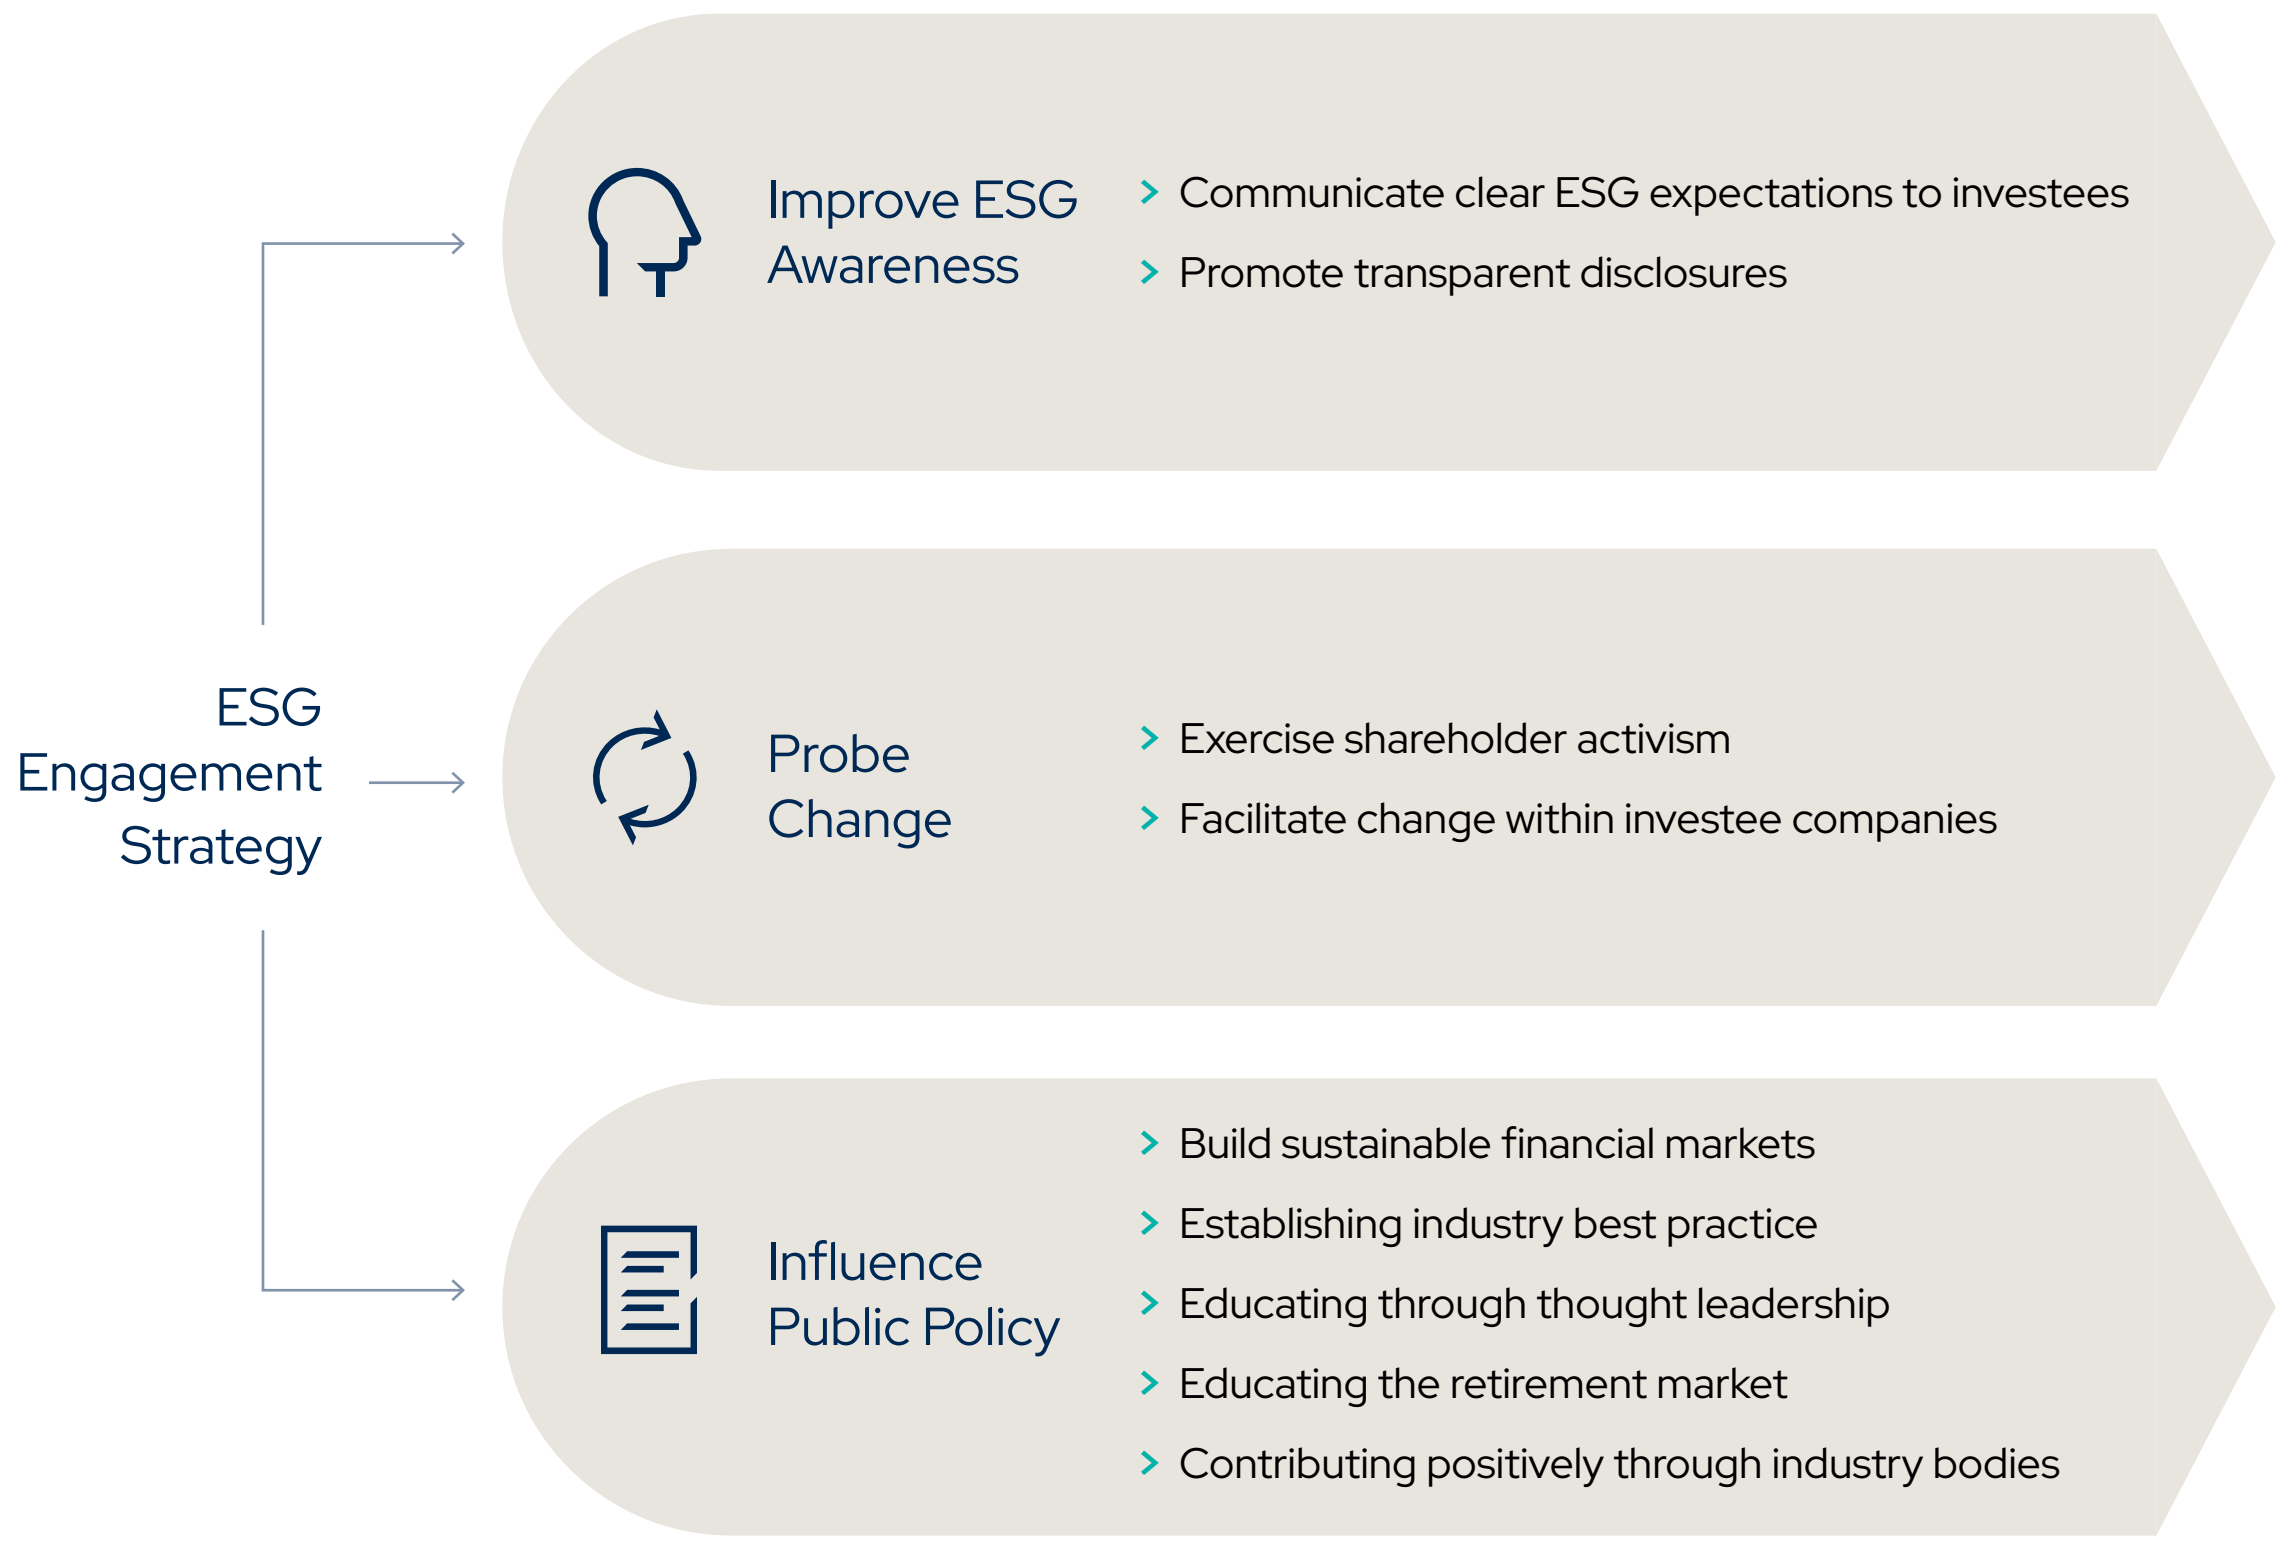 ESG
Engagement
Strategy
Improve ESG
Awareness
Communicate clear ESG expectations to investees
Promote transparent disclosures
Probe
Change
Exercise shareholder activism
Facilitate change within investee companies
Influence
Public Policy
Build sustainable financial markets
Establishing industry best practice
Educating through thought leadership
Educating the retirement market
Contributing positively through industry bodies